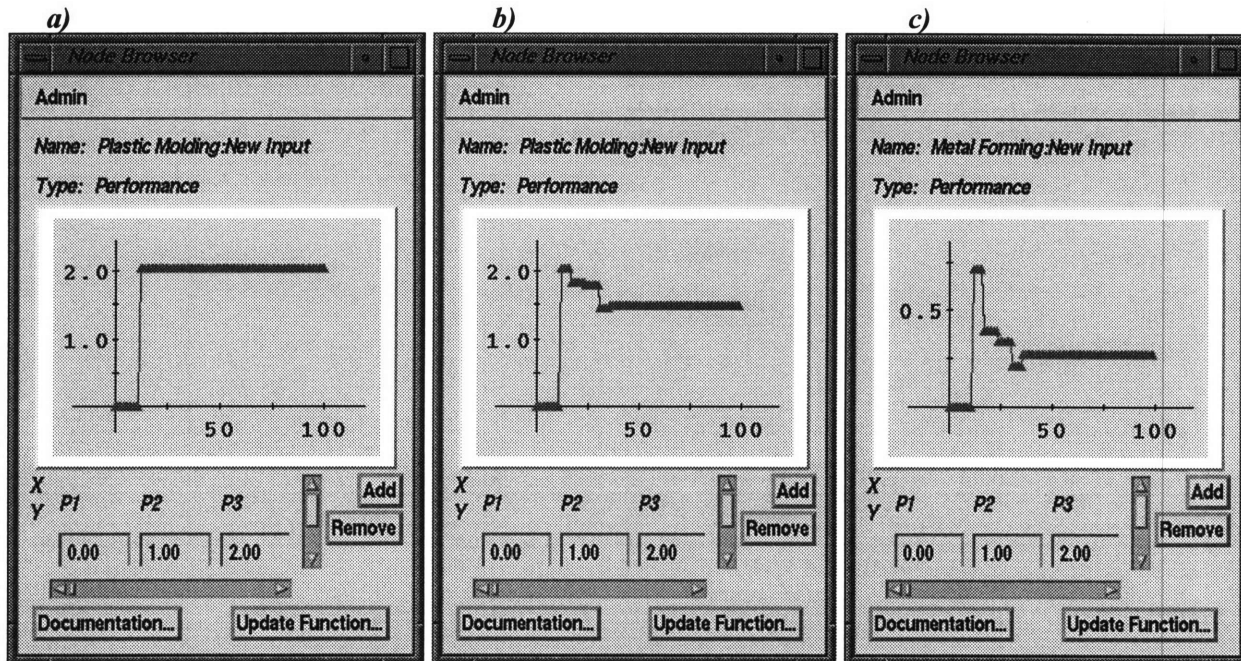 a)
Node Browser
Admin
Name: Plastic Molding:New Input
Type: Performance
2.0
1.0
50 100
X
Y P1 P2 P3
Add
Remove
0.00 1.00 2.00
Documentation... Update Function...
b)
Node Browser
Admin
Name: Plastic Molding:New Input
Type: Performance
2.0
1.0
50 100
X
Y P1 P2 P3
Add
Remove
0.00 1.00 2.00
Documentation... Update Function...
c)
Node Browser
Admin
Name: Metal Forming:New Input
Type: Performance
0.5
50 100
X
Y P1 P2 P3
Add
Remove
0.00 1.00 2.00
Documentation... Update Function...